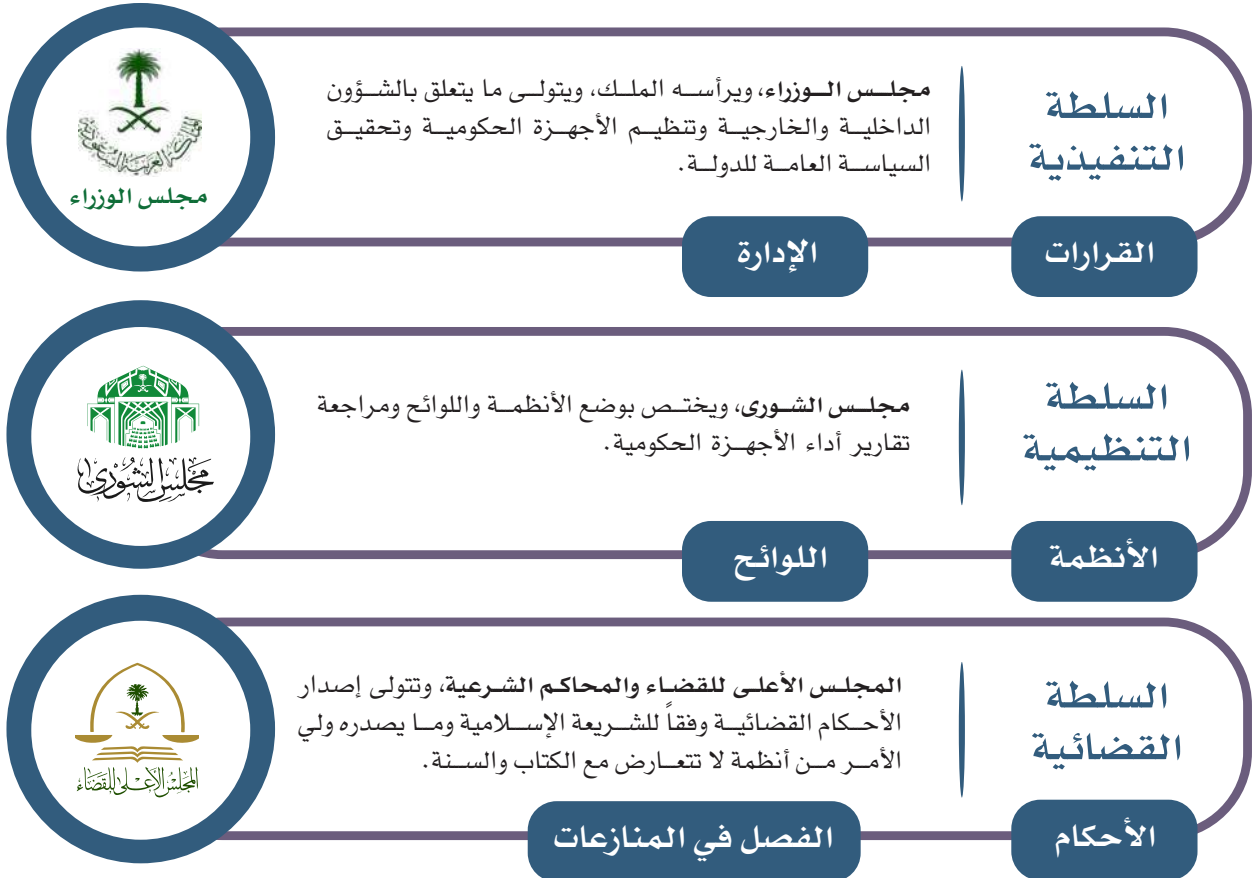 السلطة
التنفيذية
مجلس الوزراء، ويرأسه الملك، ويتولى ما يتعلق بالشؤون
الداخلية والخارجية وتنظيم الأجهزة الحكومية وتحقيق
السياسة العامة للدولة.
المملكة العربية السعودية
مجلس الوزراء
القرارات
الإدارة
السلطة
التنظيمية
مجلس الشورى، ويختص بوضع الأنظمة واللوائح ومراجعة
تقارير أداء الأجهزة الحكومية.
مجلس الشورى
الأنظمة
اللوائح
السلطة
القضائية
المجلس الأعلى للقضاء والمحاكم الشرعية، وتتولى إصدار
الأحكام القضائية وفقاً للشريعة الإسلامية وما يصدره ولي
الأمر من أنظمة لا تتعارض مع الكتاب والسنة.
المجلس الأعلى للقضاء
الأحكام
الفصل في المنازعات